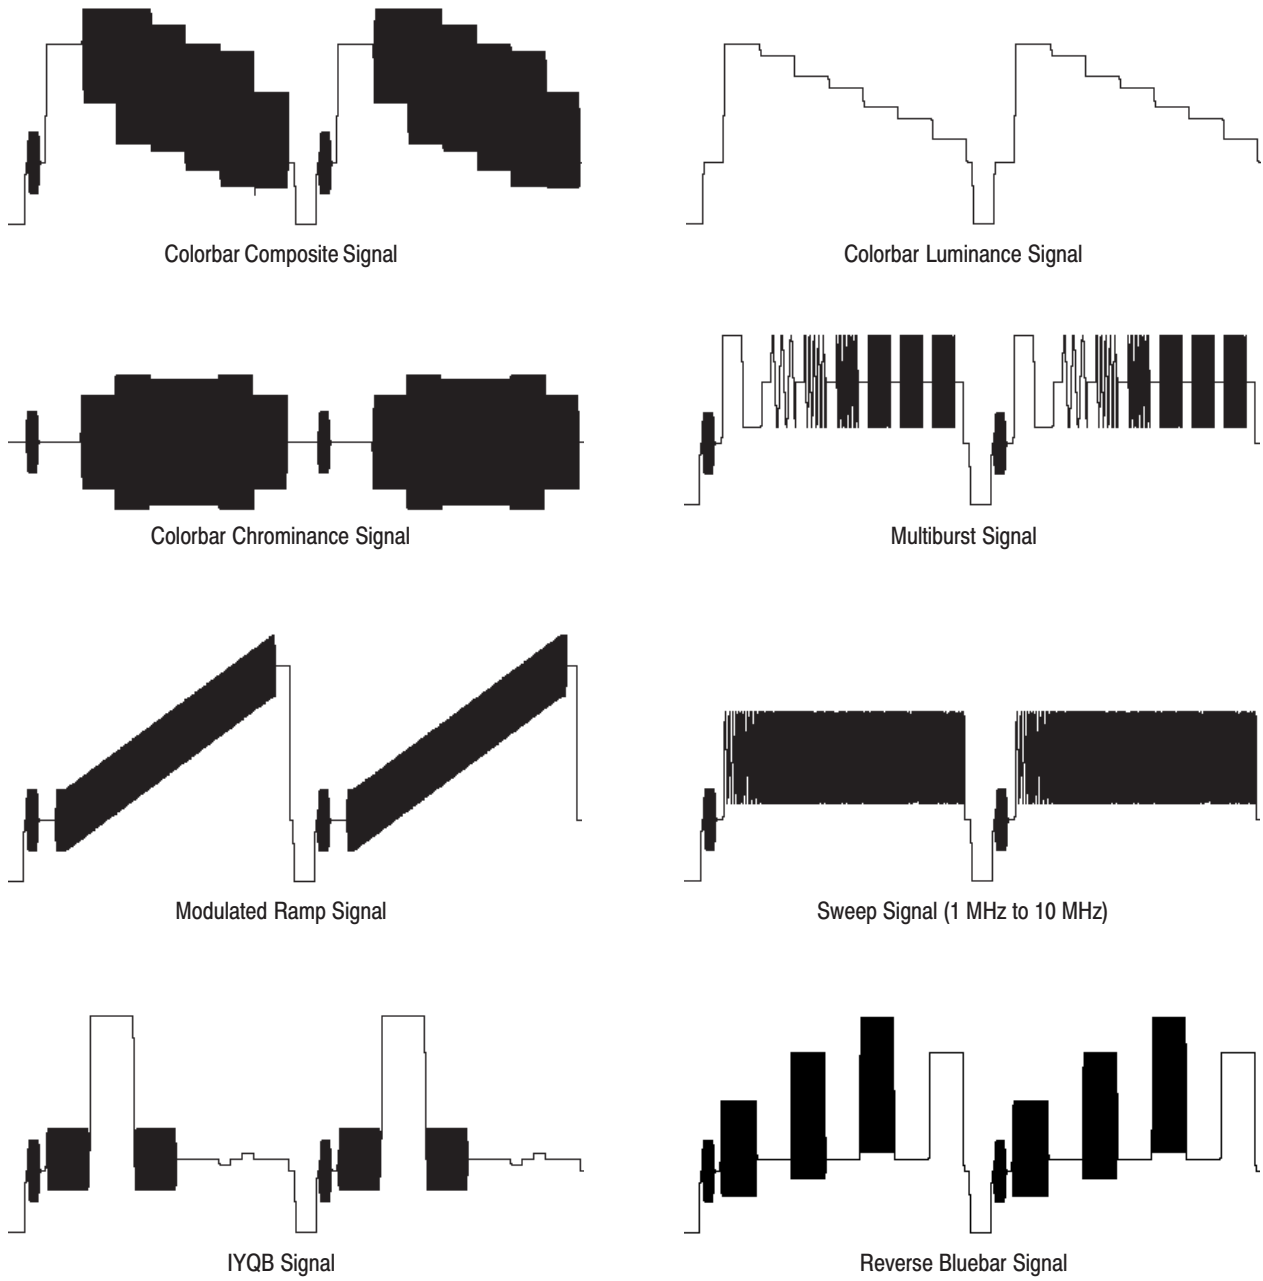 Colorbar Composite Signal
Colorbar Luminance Signal
Colorbar Chrominance Signal
Multiburst Signal
Modulated Ramp Signal
Sweep Signal (1 MHz to 10 MHz)
IYQB Signal
Reverse Bluebar Signal